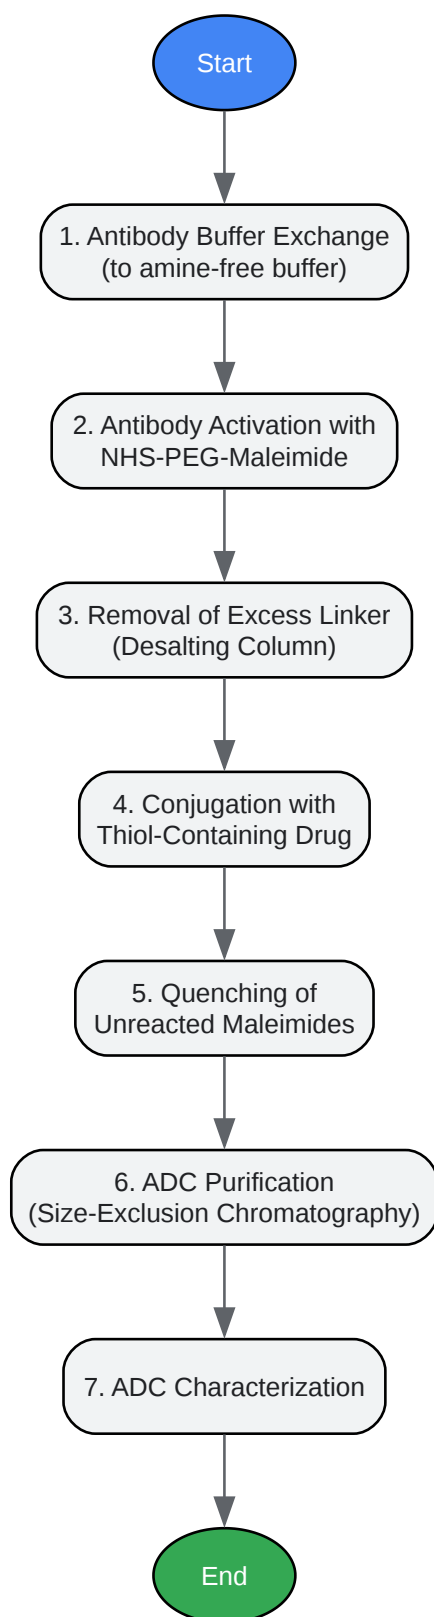 Start
1. Antibody Buffer Exchange
(to amine-free buffer)
2. Antibody Activation with
NHS-PEG-Maleimide
3. Removal of Excess Linker
(Desalting Column)
4. Conjugation with
Thiol-Containing Drug
5. Quenching of
Unreacted Maleimides
6. ADC Purification
(Size-Exclusion Chromatography)
7. ADC Characterization
End